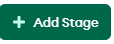 + Add Stage